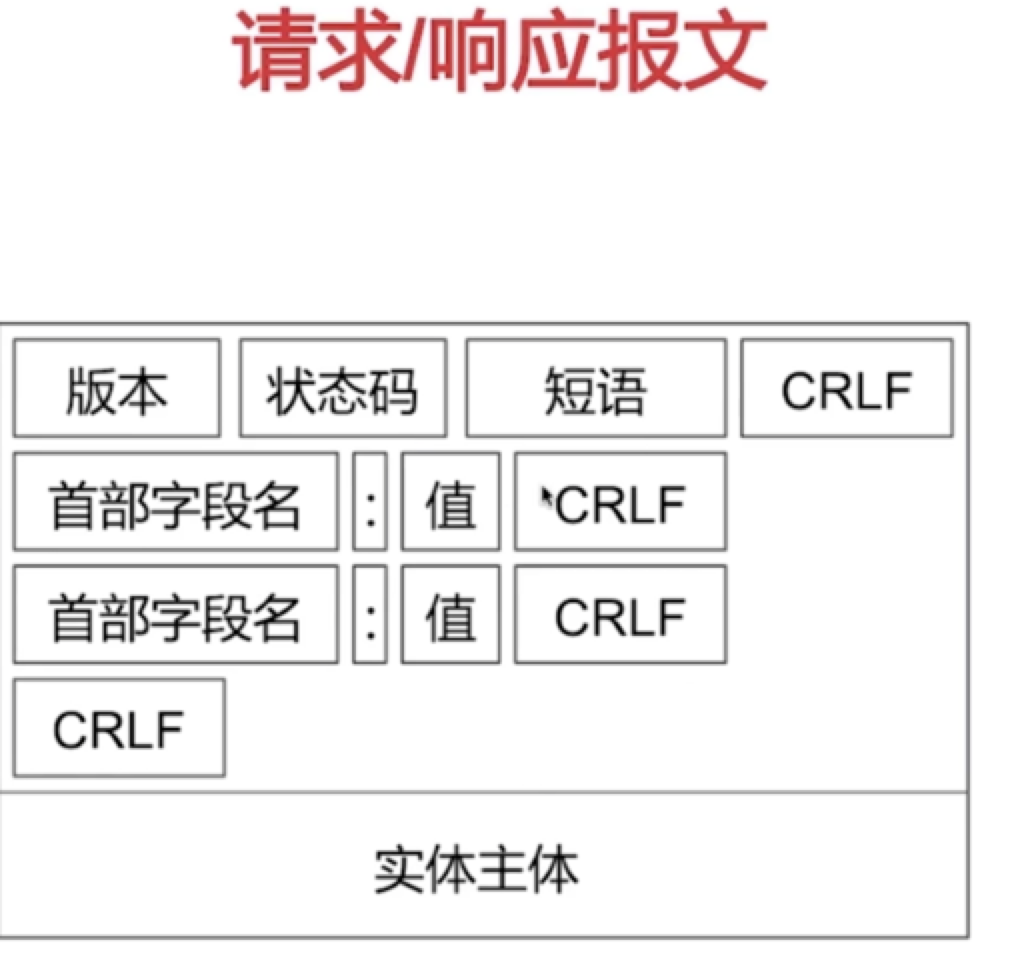 请求/响应报文
版本 状态码 短语 CRLF
首部字段名 : 值 CRLF
首部字段名 : 值 CRLF
CRLF
实体主体